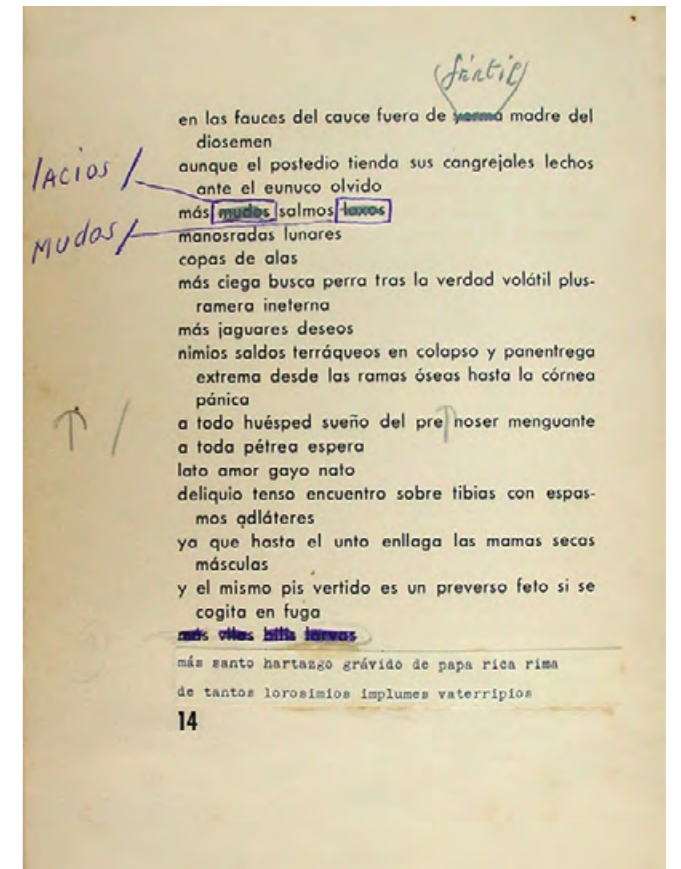 fértil
en las fauces del cauce fuera de yerma madre del
diosemen
aunque el postedio tienda sus cangrejales lechos
ante el eunuco olvido
lacios /
más mudos salmos laxos
mudos /
manosradas lunares
copas de alas
más ciega busca perra tras la verdad volátil plus-
ramera ineterna
más jaguares deseos
nimios saldos terráqueos en colapso y panentrega
extrema desde las ramas óseas hasta la córnea
pánica
↑ /
a todo huésped sueño del pre noser menguante
a toda pétrea espera
lato amor gayo nato
deliquio tenso encuentro sobre tibias con espas-
mos adláteres
ya que hasta el unto enllaga las mamas secas
másculas
y el mismo pis vertido es un preverso feto si se
cogita en fuga
más viles bilis larvas
más santo hartazgo grávido de papa rica rima
de tantos lorosimios implumes vaterripios
14